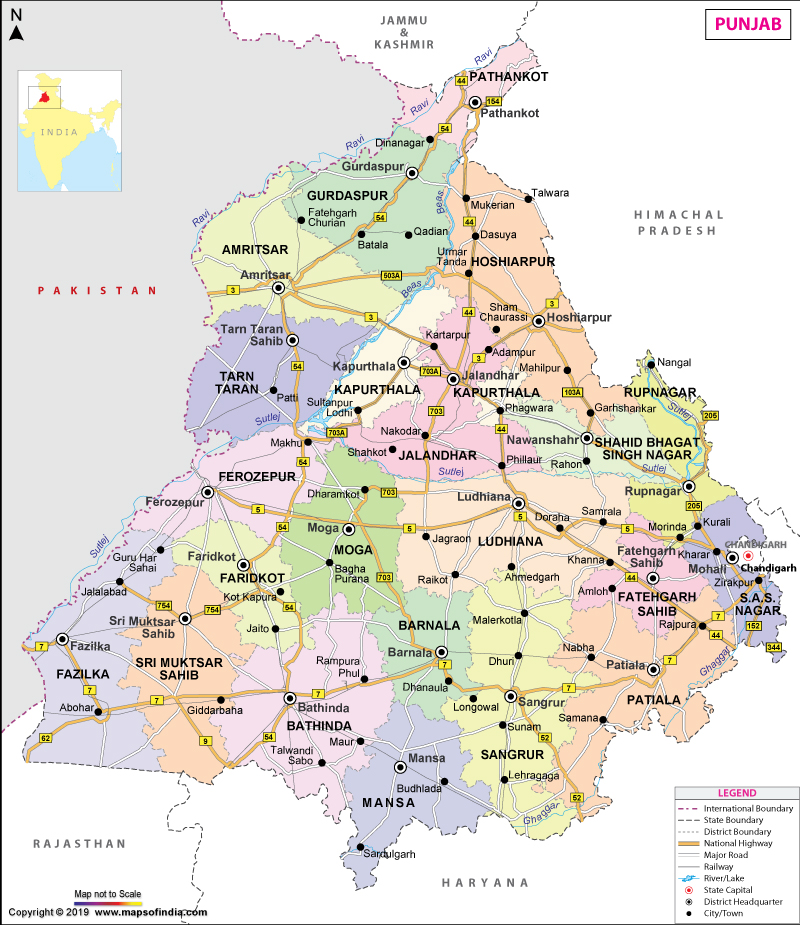 N
JAMMU
&
KASHMIR
PUNJAB
INDIA
PAKISTAN
HIMACHAL
PRADESH
RAJASTHAN
HARYANA
PATHANKOT
Pathankot
44
154
54
Ravi
Ravi
Ravi
Ravi
Dinanagar
Gurdaspur
GURDASPUR
Fatehgarh
Churian
54
Batala
Qadian
Beas
Mukerian
Talwara
44
Dasuya
Urmar
Tanda
HOSHIARPUR
AMRITSAR
Amritsar
503A
3
3
Beas
44
Sham
Chaurassi
3
Hoshiarpur
Tarn Taran
Sahib
54
TARN
TARAN
Patti
Kartarpur
3
Adampur
Kapurthala
703A
Jalandhar
Mahilpur
KAPURTHALA
KAPURTHALA
103A
Nangal
RUPNAGAR
Sutlej
205
Sultanpur
Lodhi
703
Phagwara
Garhshankar
Sutlej
703A
Nakodar
44
Nawanshahr
SHAHID BHAGAT
SINGH NAGAR
Makhu
Shahkot
JALANDHAR
Phillaur
Rahon
54
Sutlej
Sutlej
FEROZEPUR
Ferozepur
Dharamkot
703
Ludhiana
Rupnagar
5
205
Moga
5
5
Doraha
Samrala
5
Kurali
Morinda
54
MOGA
Jagraon
LUDHIANA
Fatehgarh
Sahib
CHANDIGARH
Kharar
Mohali
Chandigarh
Sutlej
Guru Har
Sahai
Faridkot
FARIDKOT
Bagha
Purana
703
Raikot
Ahmedgarh
Khanna
44
Amloh
FATEHGARH
SAHIB
Zirakpur
S.A.S.
NAGAR
Jalalabad
Kot Kapura
754
754
54
Sri Muktsar
Sahib
Jaito
BARNALA
Malerkotla
7
Rajpura
44
152
7
Fazilka
344
Ghaggar
SRI MUKTSAR
SAHIB
FAZILKA
Rampura
Phul
Barnala
7
Dhuri
Nabha
Patiala
7
7
Dhanaula
7
7
7
Abohar
Giddarbaha
Bathinda
Longowal
Sangrur
PATIALA
BATHINDA
Samana
62
9
54
Maur
Sunam
52
Talwandi
Sabo
Mansa
SANGRUR
Budhlada
Lehragaga
MANSA
52
Ghaggar
Sardulgarh
LEGEND
International Boundary
State Boundary
District Boundary
National Highway
Major Road
Railway
River/Lake
State Capital
District Headquarter
City/Town
Map not to Scale
Copyright © 2019 www.mapsofindia.com